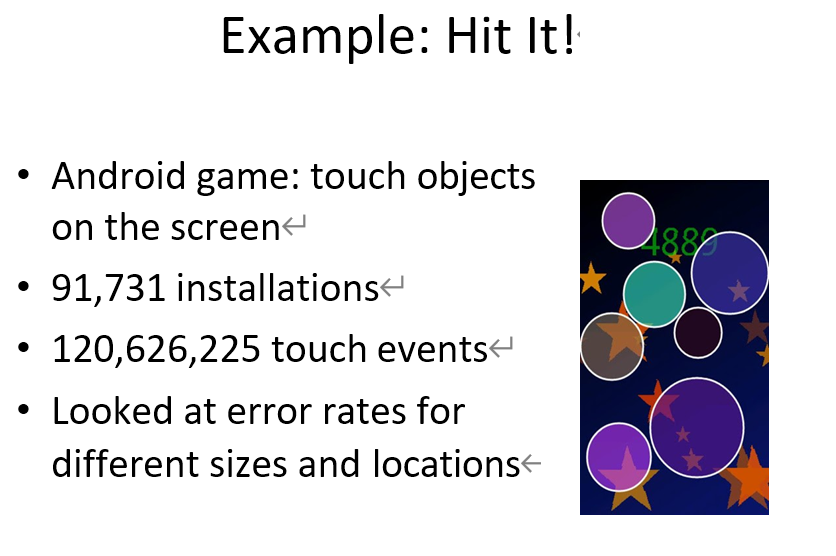 Example: Hit It!
• Android game: touch objects
on the screen
• 91,731 installations
• 120,626,225 touch events
• Looked at error rates for
different sizes and locations
4889